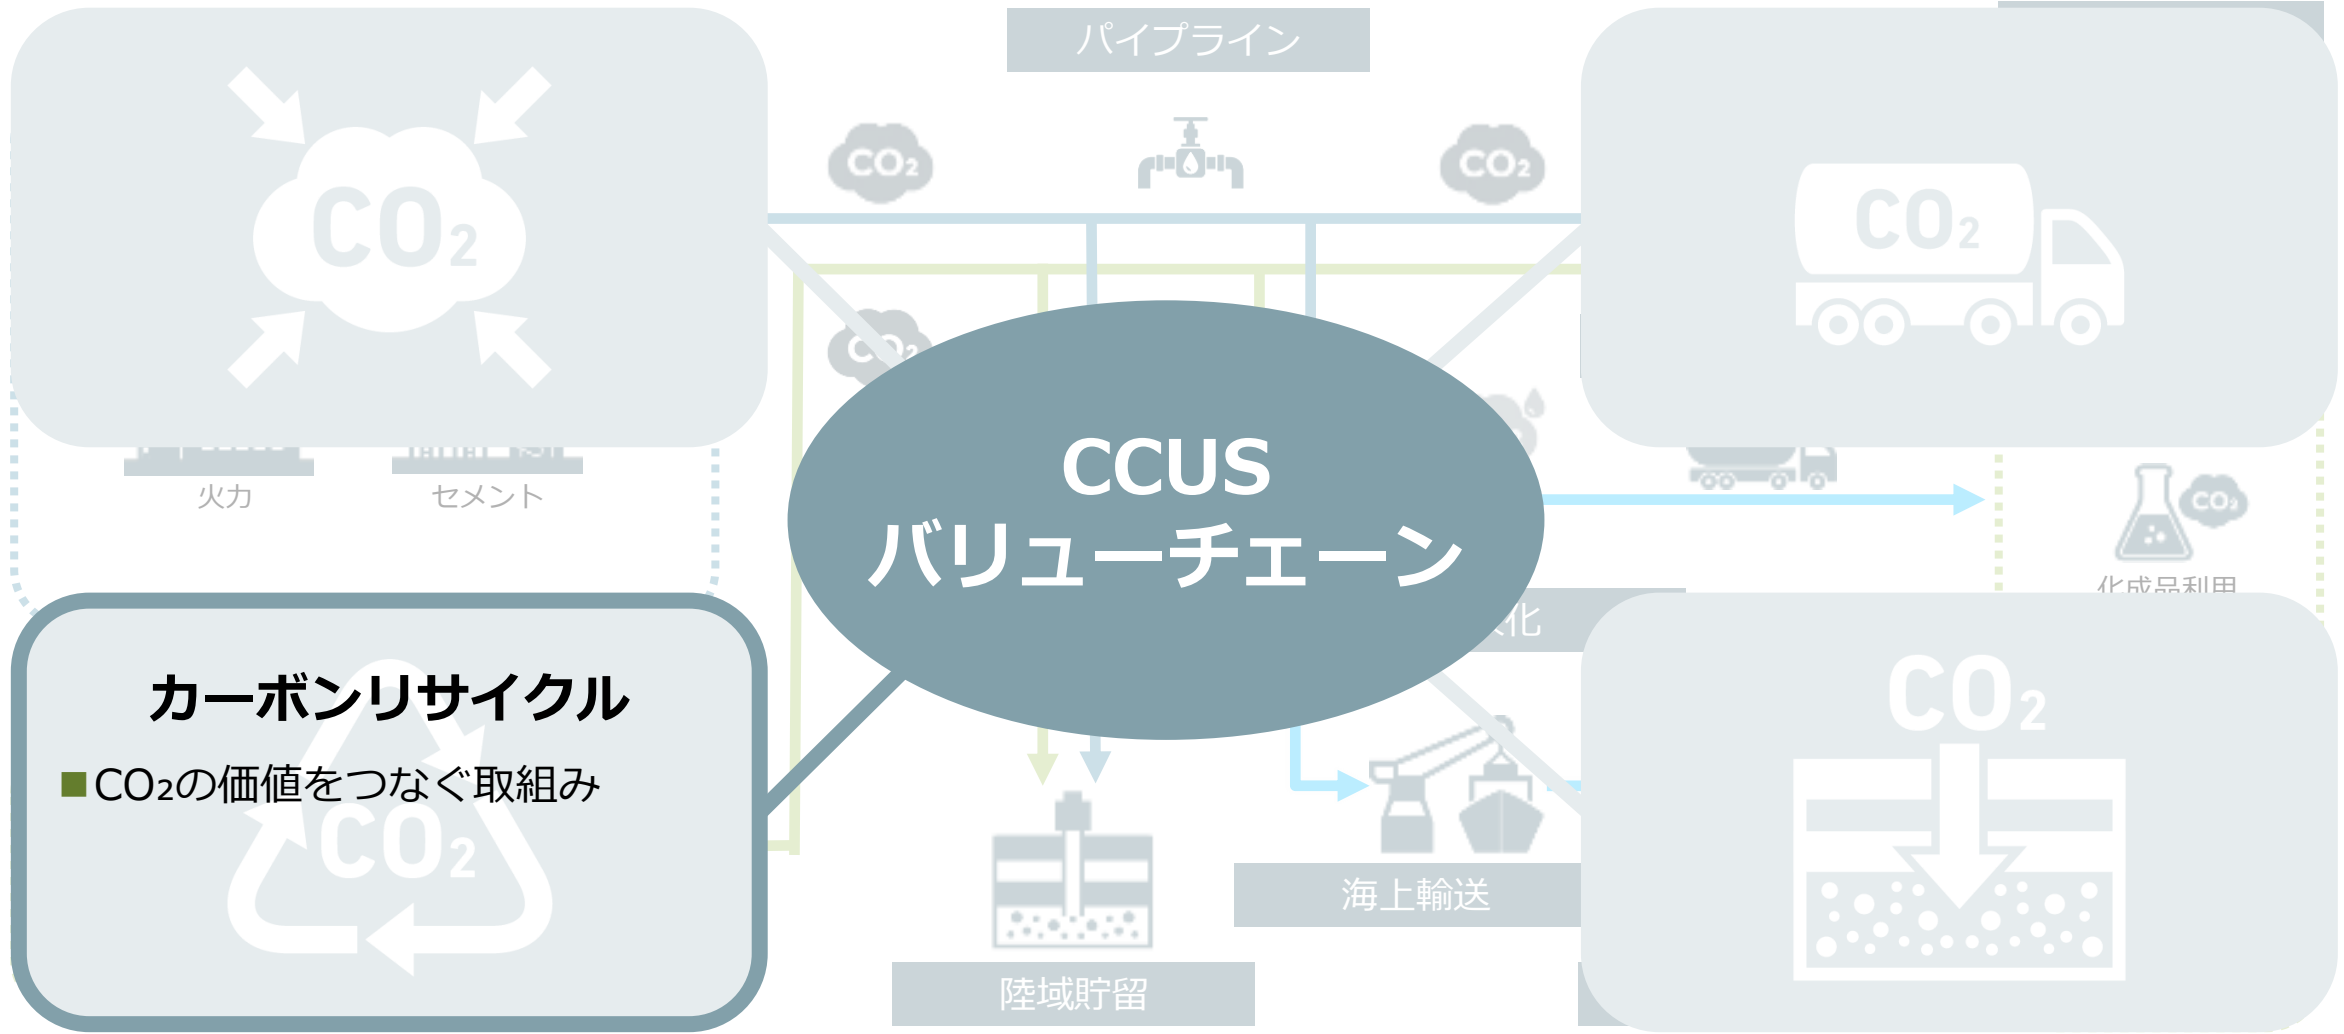 パイプライン
CO₂
CO₂
CO₂
CO₂
CO₂
火力
セメント
CCUS
バリューチェーン
CO₂
化成品利用
化
カーボンリサイクル
■CO₂の価値をつなぐ取組み
CO₂
CO₂
海上輸送
陸域貯留